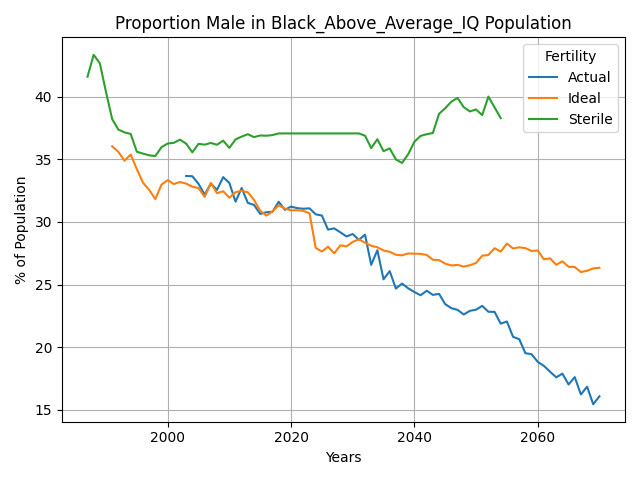 Proportion Male in Black_Above_Average_IQ Population
Fertility
Actual
Ideal
Sterile
% of Population
40
35
30
25
20
15
2000
2020
2040
2060
Years